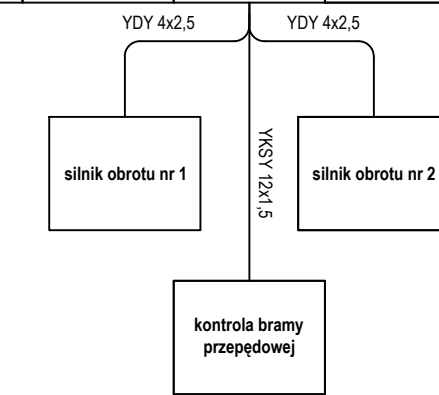 YDY 4x2,5
YDY 4x2,5
silnik obrotu nr 1
YKSY 12x1,5
silnik obrotu nr 2
kontrola bramy
przepędowej